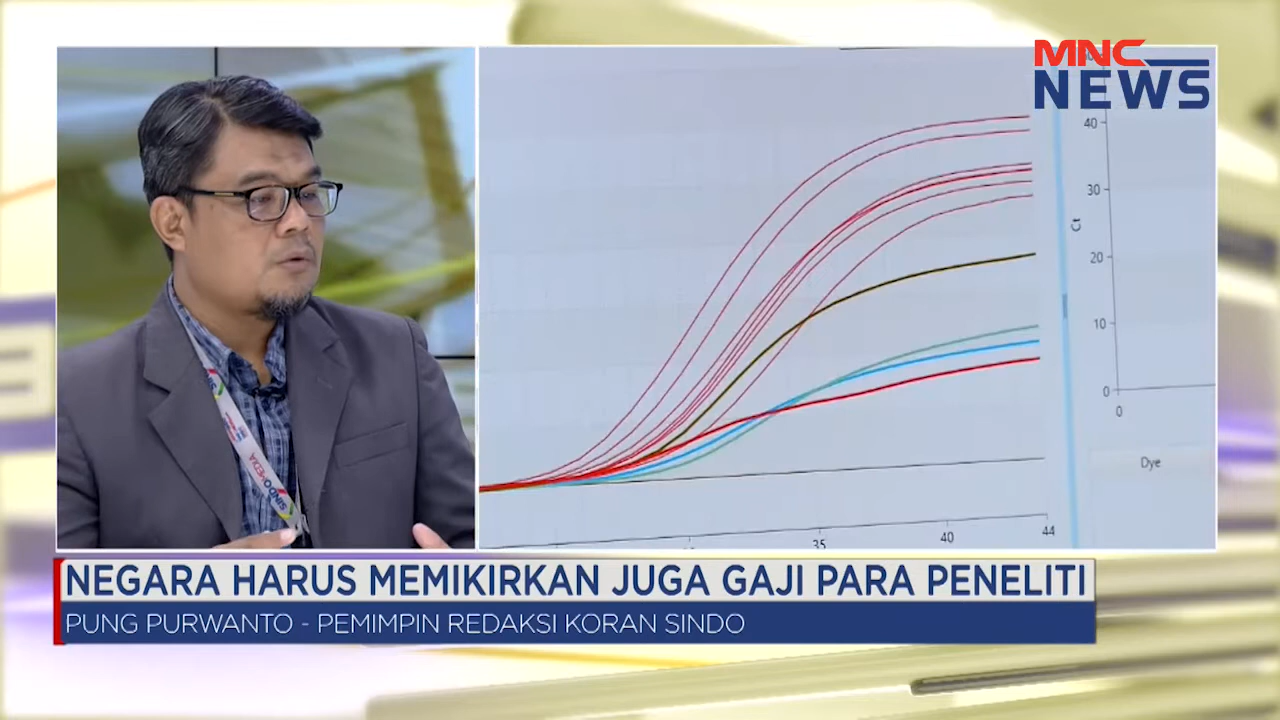 MNC
NEWS
40
30
Ct
20
10
0
0
Dye
35
40
44
SINDOMEDIA
NEGARA HARUS MEMIKIRKAN JUGA GAJI PARA PENELITI
PUNG PURWANTO - PEMIMPIN REDAKSI KORAN SINDO